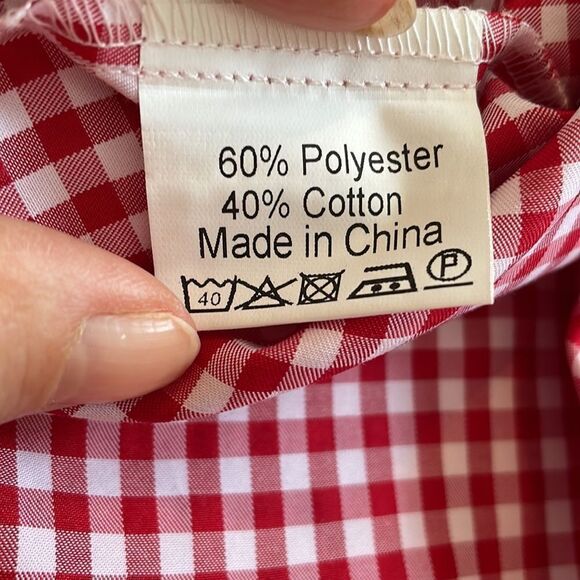 60% Polyester
40% Cotton
Made in China
40 P